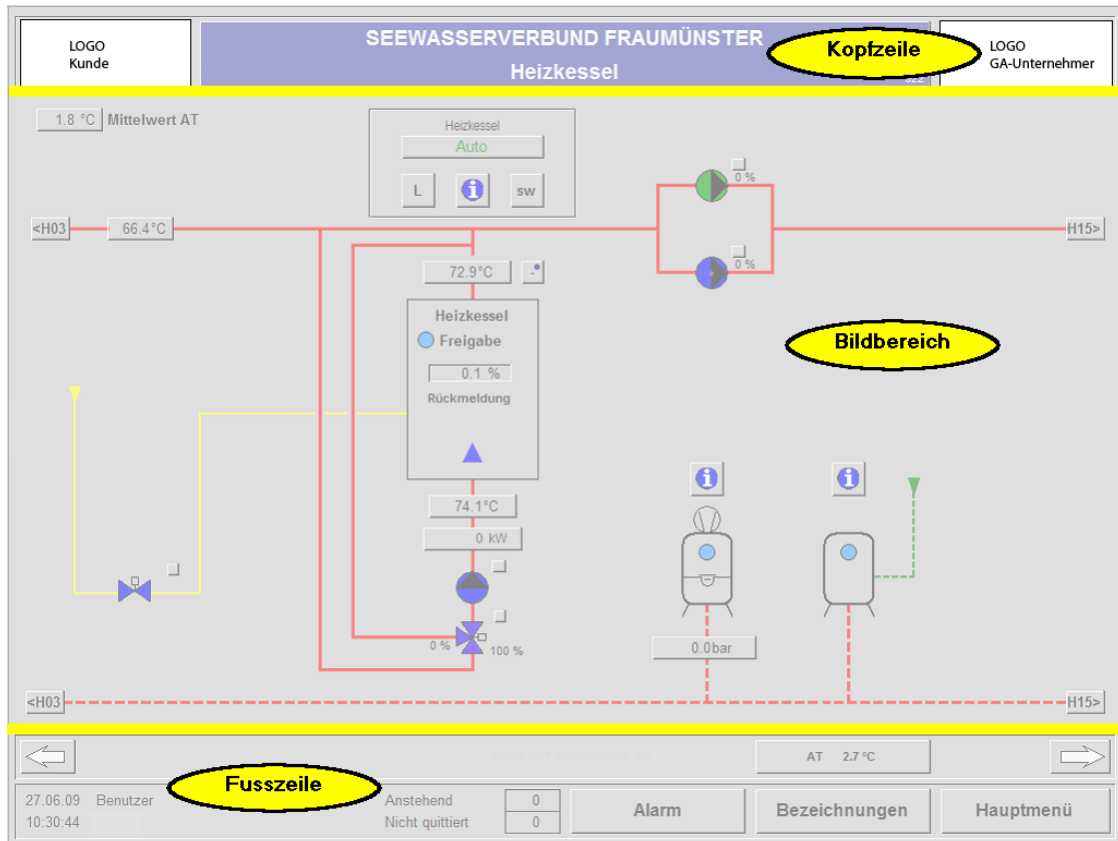 LOGO
Kunde
SEEWASSERVERBUND FRAUMÜNSTER
Heizkessel
Kopfzeile
LOGO
GA-Unternehmer
1.8 °C Mittelwert AT
Heizkessel
Auto
L
i
sw
0 %
<H03
66.4°C
H15>
0 %
72.9°C
Heizkessel
Freigabe
0.1 %
Rückmeldung
Bildbereich
i
i
74.1°C
0 kW
0 %
100 %
0.0bar
<H03
H15>
AT 2.7 °C
Fusszeile
27.06.09 Benutzer
10:30:44
Anstehend 0
Nicht quittiert 0
Alarm
Bezeichnungen
Hauptmenü